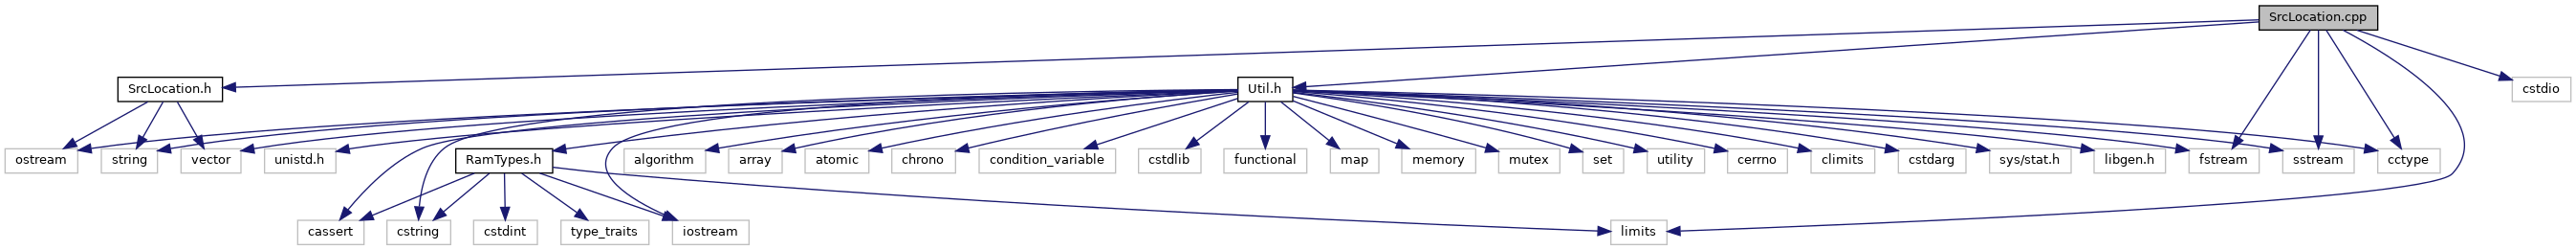 SrcLocation.cpp
SrcLocation.h
Util.h
cstdio
ostream
string
vector
unistd.h
RamTypes.h
algorithm
array
atomic
chrono
condition_variable
cstdlib
functional
map
memory
mutex
set
utility
cerrno
climits
cstdarg
sys/stat.h
libgen.h
fstream
sstream
cctype
cassert
cstring
cstdint
type_traits
iostream
limits